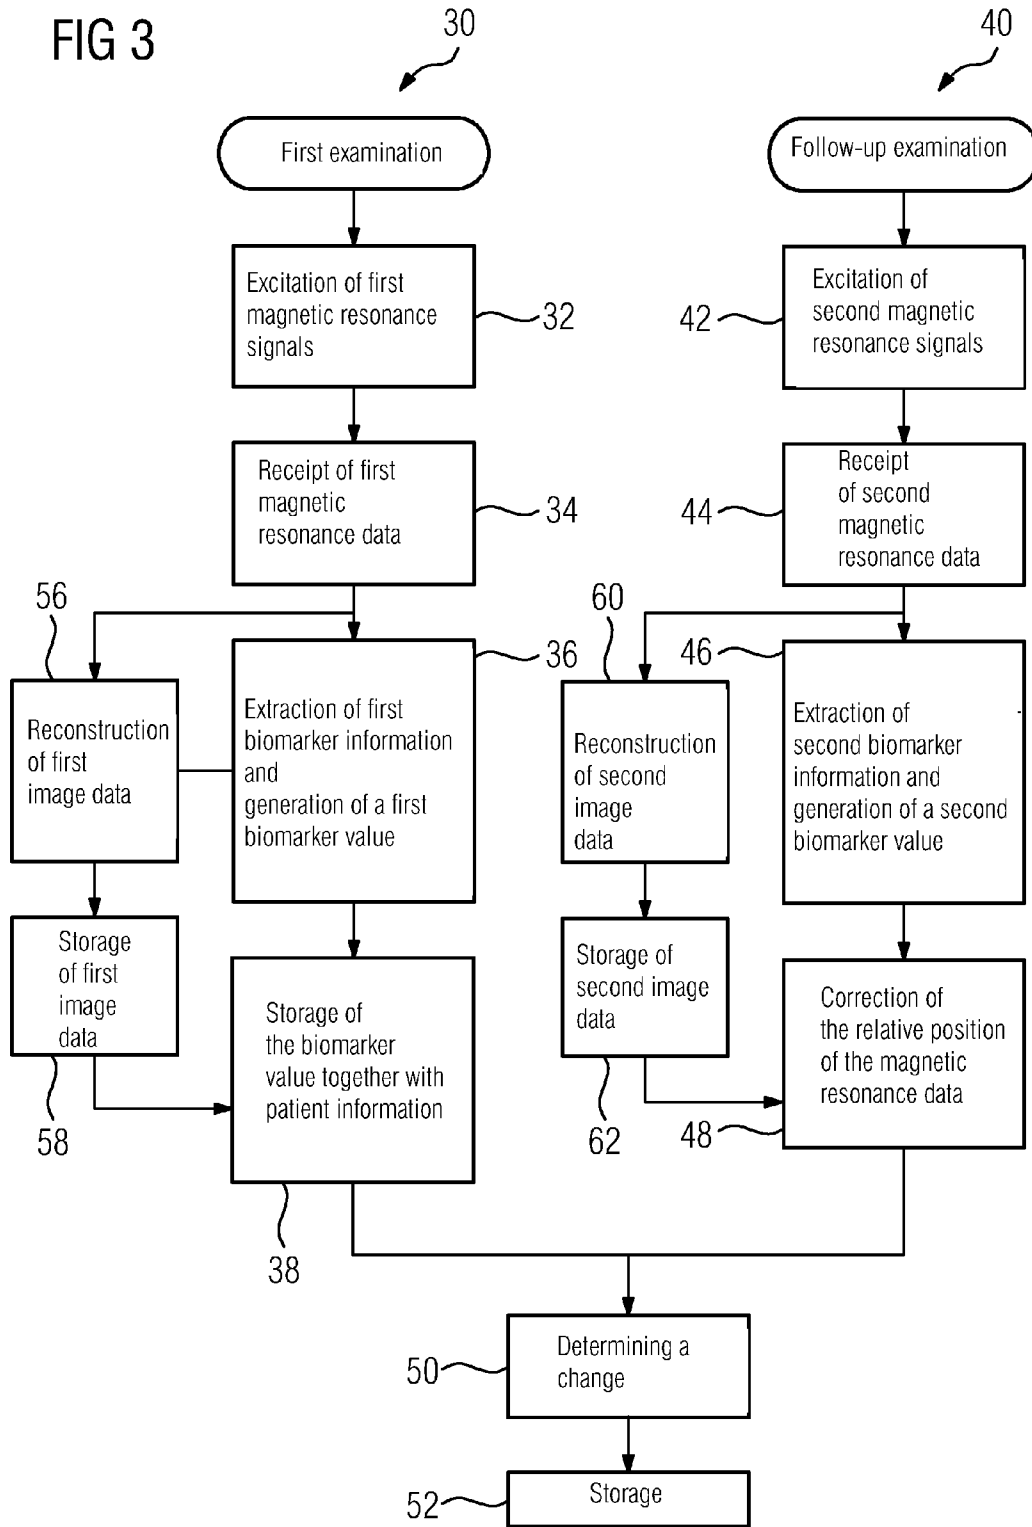 FIG 3
30
40
First examination
Follow-up examination
Excitation of first
magnetic resonance
signals
32
42
Excitation of
second magnetic
resonance signals
Receipt of first
magnetic
resonance data
34
44
Receipt
of second
magnetic
resonance data
56
60
36
46
Reconstruction
of first
image data
Extraction of first
biomarker information
and
generation of a first
biomarker value
Reconstruction
of second
image
data
Extraction of
second biomarker
information and
generation of a second
biomarker value
Storage
of first
image
data
58
Storage of
the biomarker
value together with
patient information
38
Storage of
second image
data
62
Correction of
the relative position
of the magnetic
resonance data
48
50
Determining a
change
52
Storage